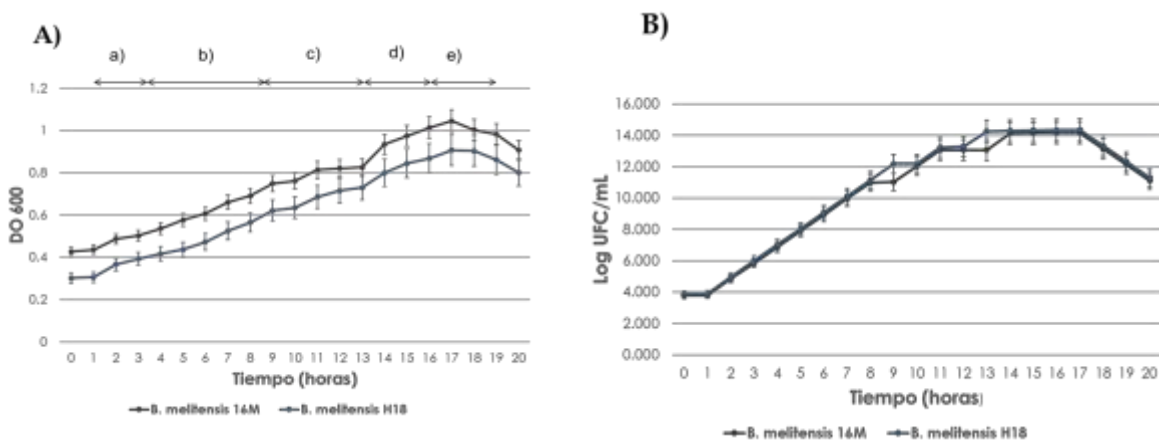 A)
a) b) c) d) e)
1.2
1
0.8
0.6
0.4
0.2
0
DO 600
0 1 2 3 4 5 6 7 8 9 10 11 12 13 14 15 16 17 18 19 20
Tiempo (horas)
B. melitensis 16M B. melitensis H18
B)
16.000
14.000
12.000
10.000
8.000
6.000
4.000
2.000
0.000
Log UFC/mL
0 1 2 3 4 5 6 7 8 9 10 11 12 13 14 15 16 17 18 19 20
Tiempo (horas)
B. melitensis 16M B. melitensis H18